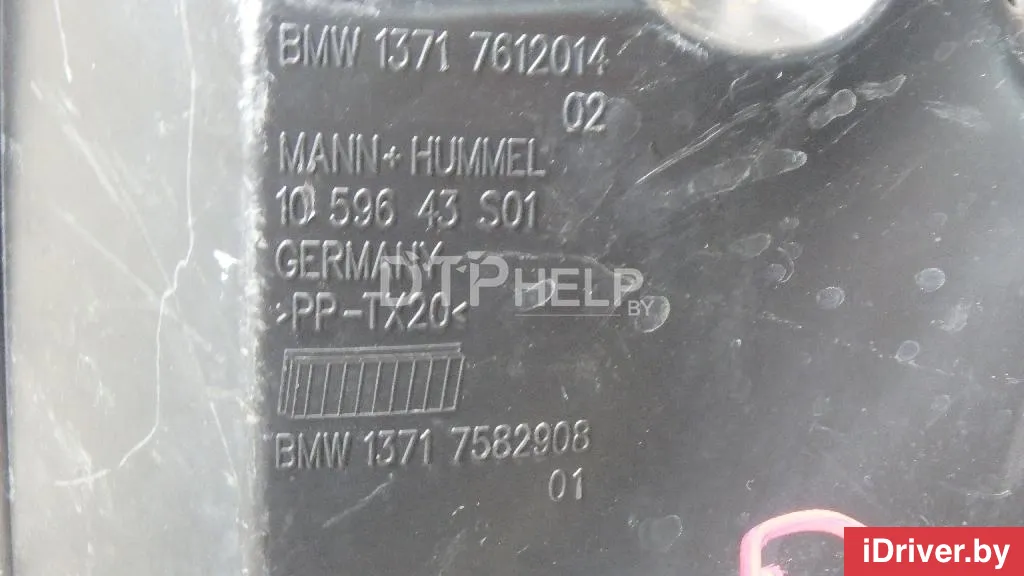 BMW 1371 7612014
02
MANN+HUMMEL
10 596 43 S01
GERMANY
>PP-TX20<
DTPHELP.BY
BMW 1371 7582908
01
iDriver.by